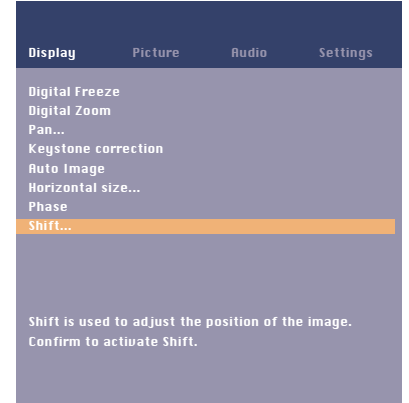 Display Picture Audio Settings
Digital Freeze
Digital Zoom
Pan...
Keystone correction
Auto Image
Horizontal size...
Phase
Shift...
Shift is used to adjust the position of the image.
Confirm to activate Shift.